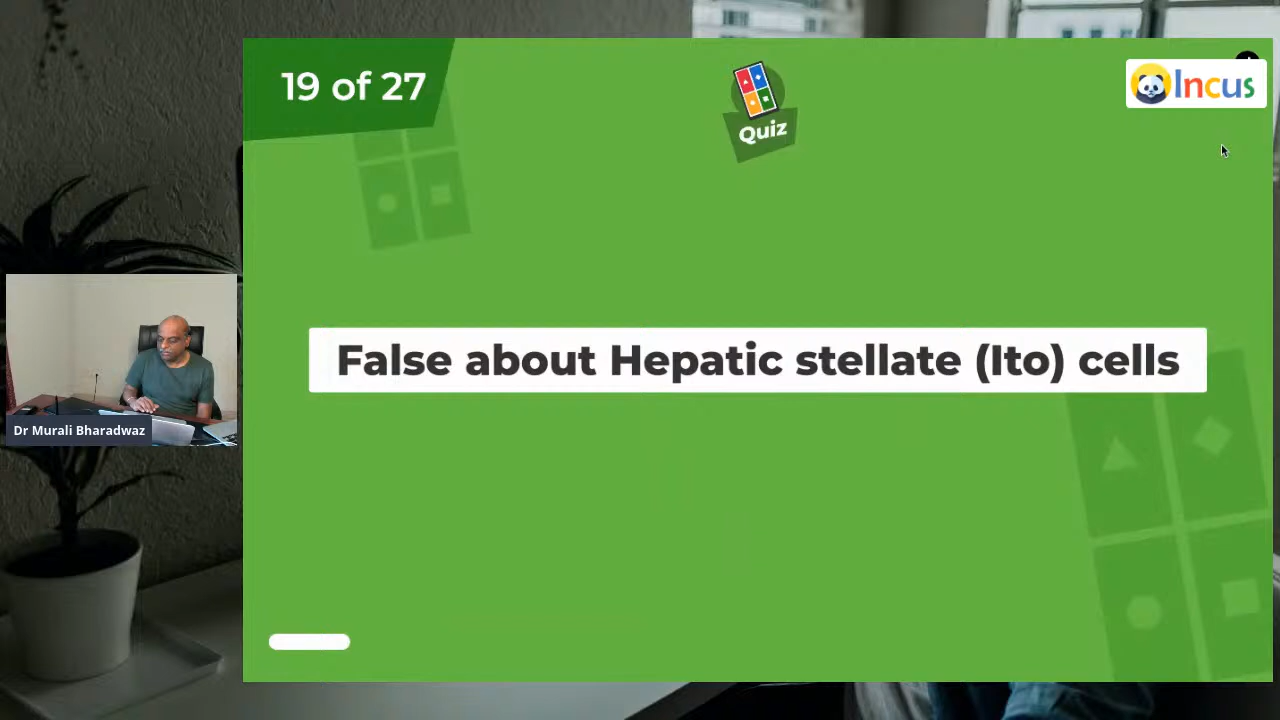 19 of 27
Quiz
Incus
False about Hepatic stellate (Ito) cells
Dr Murali Bharadwaz